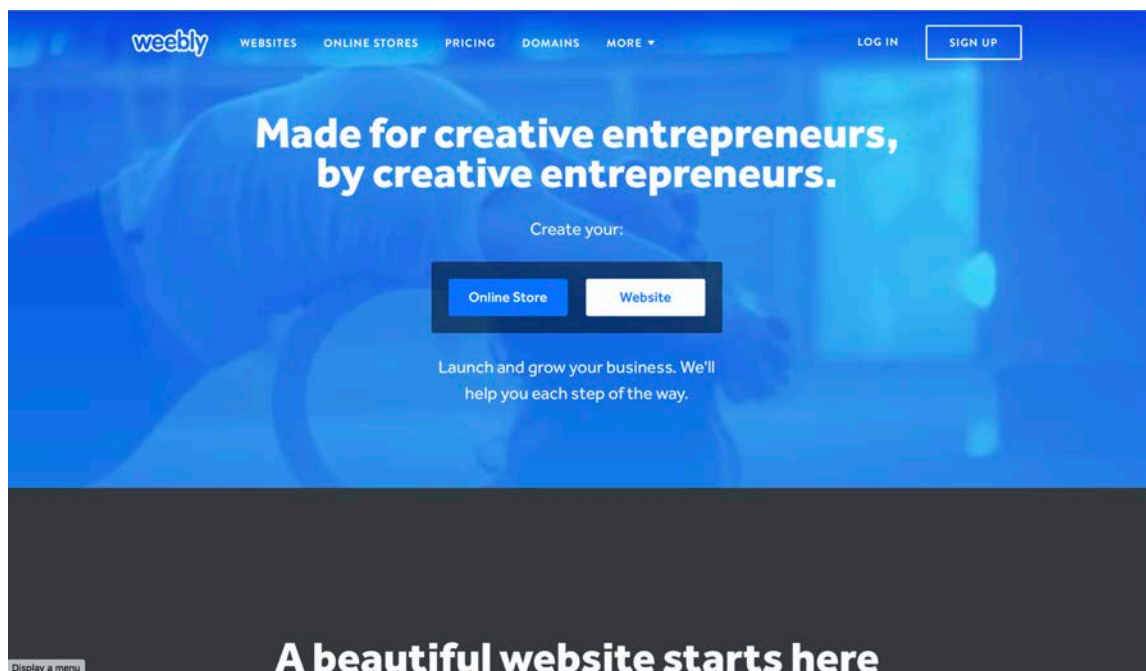 weebly WEBSITES ONLINE STORES PRICING DOMAINS MORE LOG IN SIGN UP
Made for creative entrepreneurs,
by creative entrepreneurs.
Create your:
Online Store Website
Launch and grow your business. We'll
help you each step of the way.
A beautiful website starts here
Display a menu